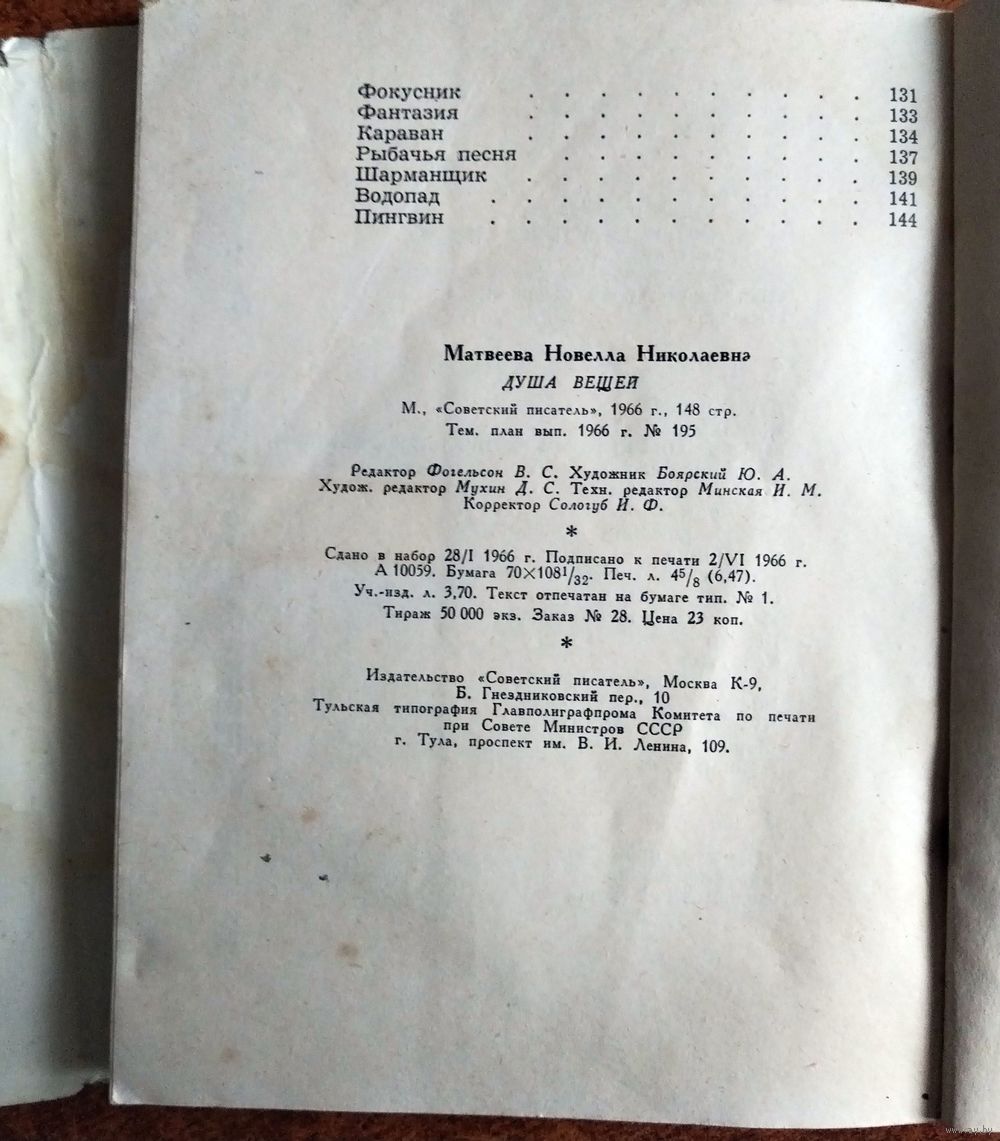 Фокусник . . . . . . . . . . 131
Фантазия . . . . . . . . . . 133
Караван . . . . . . . . . . 134
Рыбачья песня . . . . . . . . . 137
Шарманщик . . . . . . . . . . 139
Водопад . . . . . . . . . . . 141
Пингвин . . . . . . . . . . . 144
Матвеева Новелла Николаевна
ДУША ВЕЩЕЙ
М., «Советский писатель», 1966 г., 148 стр.
Тем. план вып. 1966 г. № 195
Редактор Фогельсон В. С. Художник Боярский Ю. А.
Худож. редактор Мухин Д. С. Техн. редактор Минская И. М.
Корректор Сологуб И. Ф.
*
Сдано в набор 28/I 1966 г. Подписано к печати 2/VI 1966 г.
А 10059. Бумага 70×108¹/₃₂. Печ. л. 4⁵/₈ (6,47).
Уч.-изд. л. 3,70. Текст отпечатан на бумаге тип. № 1.
Тираж 50 000 экз. Заказ № 28. Цена 23 коп.
*
Издательство «Советский писатель», Москва К-9,
Б. Гнездниковский пер., 10
Тульская типография Главполиграфпрома Комитета по печати
при Совете Министров СССР
г. Тула, проспект им. В. И. Ленина, 109.
www.ay.by